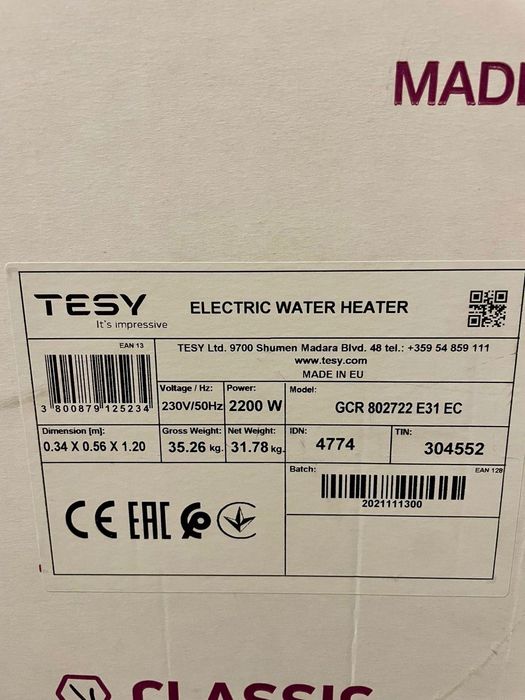 MADE
TESY
It's impressive
ELECTRIC WATER HEATER
EAN 13
3 800879 125234
TESY Ltd. 9700 Shumen Madara Blvd. 48 tel.: +359 54 859 111
www.tesy.com
MADE IN EU
Voltage / Hz:
230V/50Hz
Power:
2200 W
Model:
GCR 802722 E31 EC
Dimension [m]:
0.34 X 0.56 X 1.20
Gross Weight:
35.26 kg.
Net Weight:
31.78 kg.
IDN:
4774
TIN:
304552
Batch:
EAN 128
2021111300
CE EAC
CLASSIC